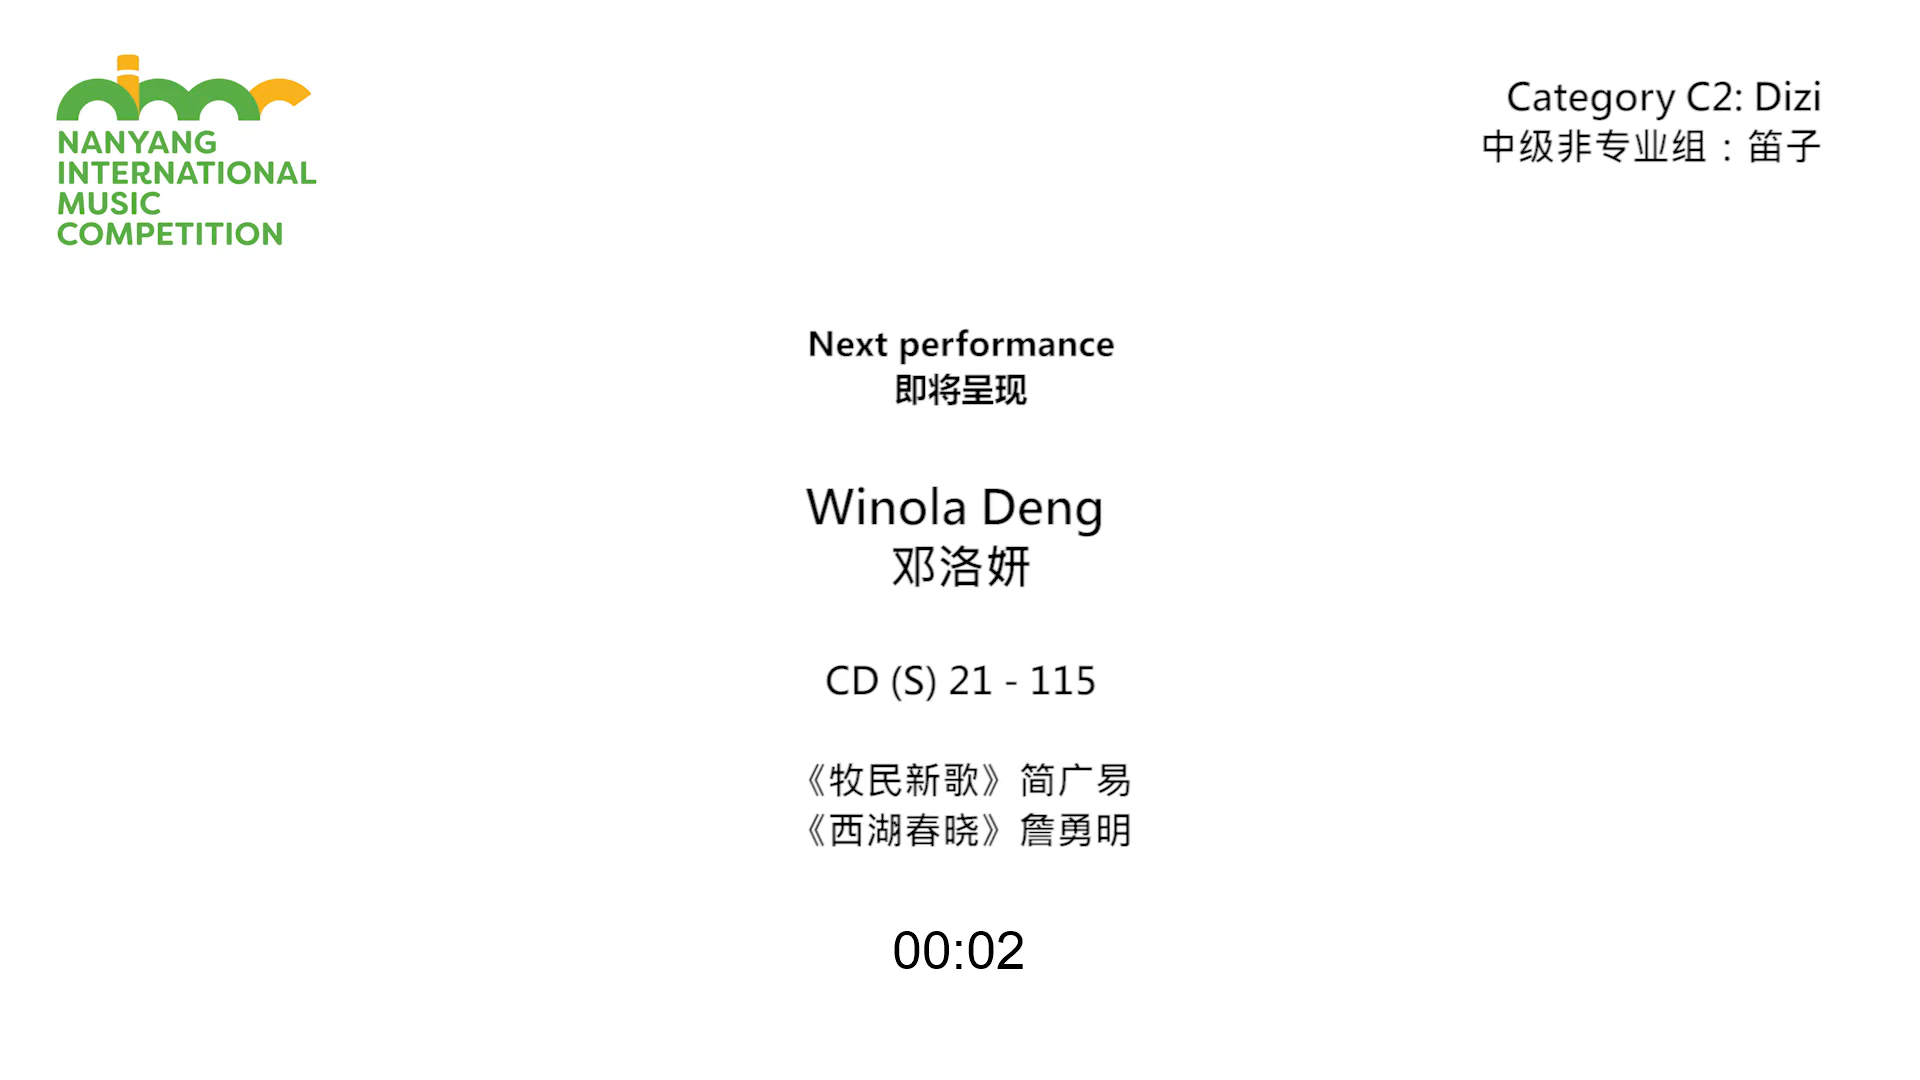 nimc
NANYANG
INTERNATIONAL
MUSIC
COMPETITION
Category C2: Dizi
中级非专业组：笛子
Next performance
即将呈现
Winola Deng
邓洛妍
CD (S) 21 - 115
《牧民新歌》简广易
《西湖春晓》詹勇明
00:02